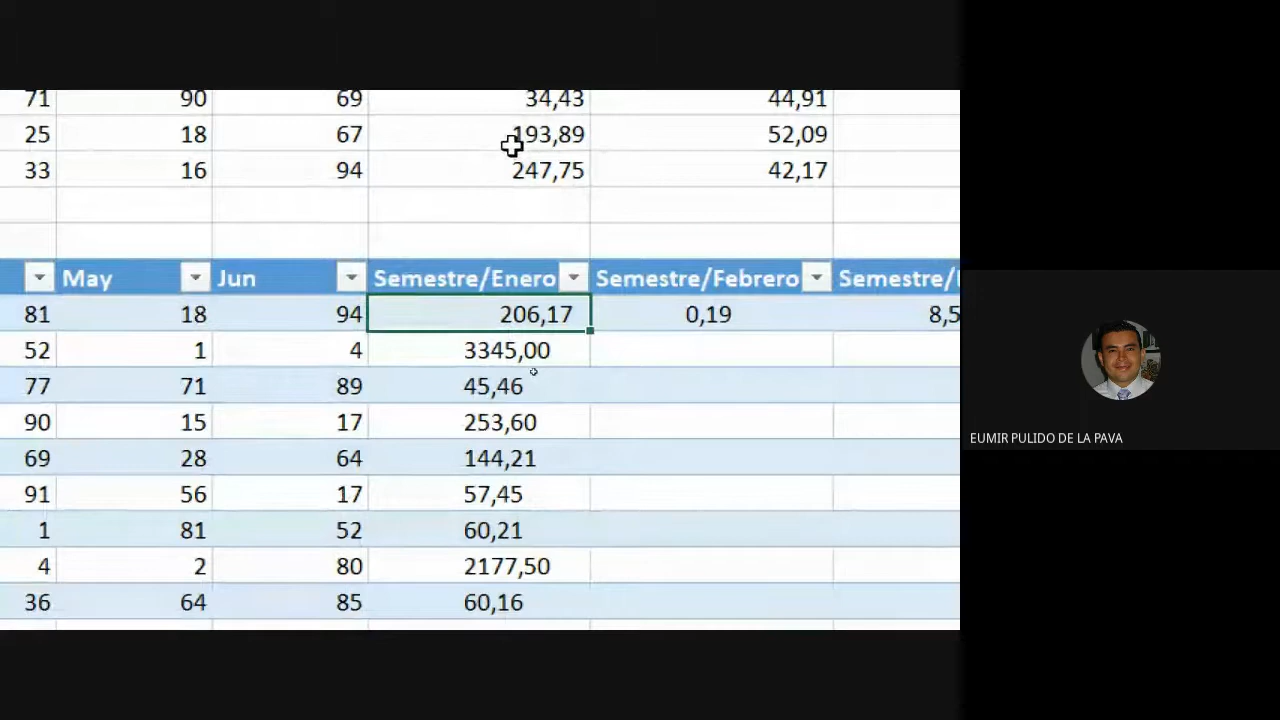 71 90 69 34,43 44,91
25 18 67 193,89 52,09
33 16 94 247,75 42,17
May Jun Semestre/Enero Semestre/Febrero
81 18 94 206,17 0,19 8,5
52 1 4 3345,00
77 71 89 45,46
90 15 17 253,60
69 28 64 144,21
91 56 17 57,45
1 81 52 60,21
4 2 80 2177,50
36 64 85 60,16
EUMIR PULIDO DE LA PAVA